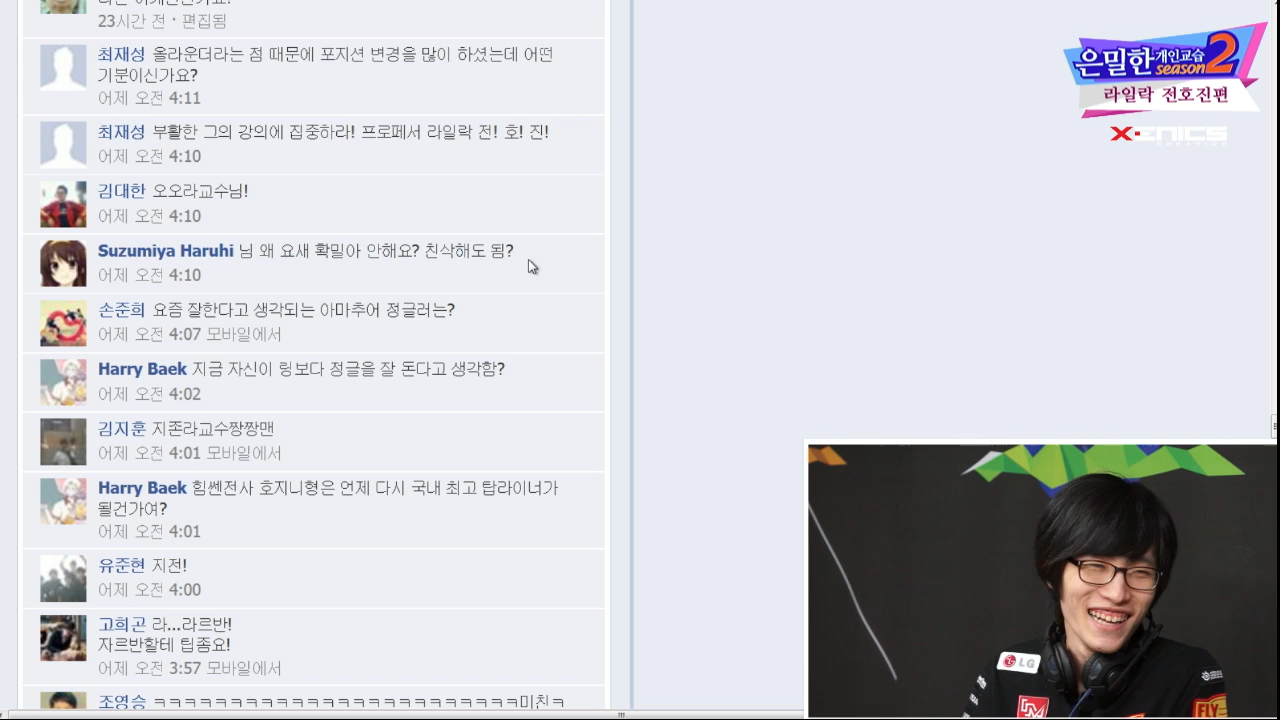 23시간 전 · 편집됨
최재성 올라운더라는 점 때문에 포지션 변경을 많이 하셨는데 어떤
기분이신가요?
어제 오전 4:11
최재성 부활한 그의 강의에 집중하라! 프로페서 라일락 전! 호! 진!
어제 오전 4:10
김대한 오오라교수님!
어제 오전 4:10
Suzumiya Haruhi 님 왜 요새 확밀아 안해요? 친삭해도 됨?
어제 오전 4:10
손준희 요즘 잘한다고 생각되는 아마추어 정글러는?
어제 오전 4:07 모바일에서
Harry Baek 지금 자신이 링보다 정글을 잘 돈다고 생각함?
어제 오전 4:02
김지훈 지존라교수짱짱맨
어제 오전 4:01 모바일에서
Harry Baek 힘쎈전사 호지니형은 언제 다시 국내 최고 탑라이너가
될건가여?
어제 오전 4:01
유준현 지전!
어제 오전 4:00
고희곤 라...라르반!
자르반할테 팁좀요!
어제 오전 3:57 모바일에서
조영승 ㅋㅋㅋㅋㅋㅋㅋㅋㅋㅋㅋㅋㅋㅋㅋㅋㅋㅋㅋㅋㅋㅋㅋㅋ미친ㅋ
은밀한 개인교습
season 2
라일락 전호진편
X-ENICS
CREATIVE
LG
FLY